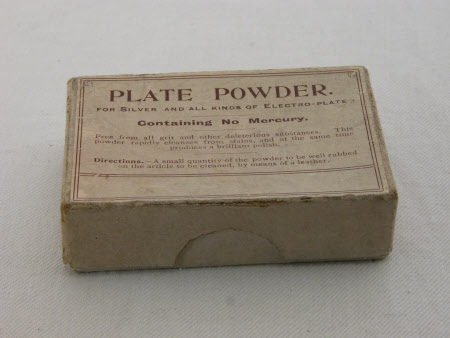 PLATE POWDER.
FOR SILVER AND ALL KINDS OF ELECTRO-PLATE.
Containing No Mercury.
Free from all grit and other deleterious substances. This
powder rapidly cleanses from stains, and at the same time
produces a brilliant polish.
Directions.—A small quantity of the powder to be well rubbed
on the article to be cleaned, by means of a leather.